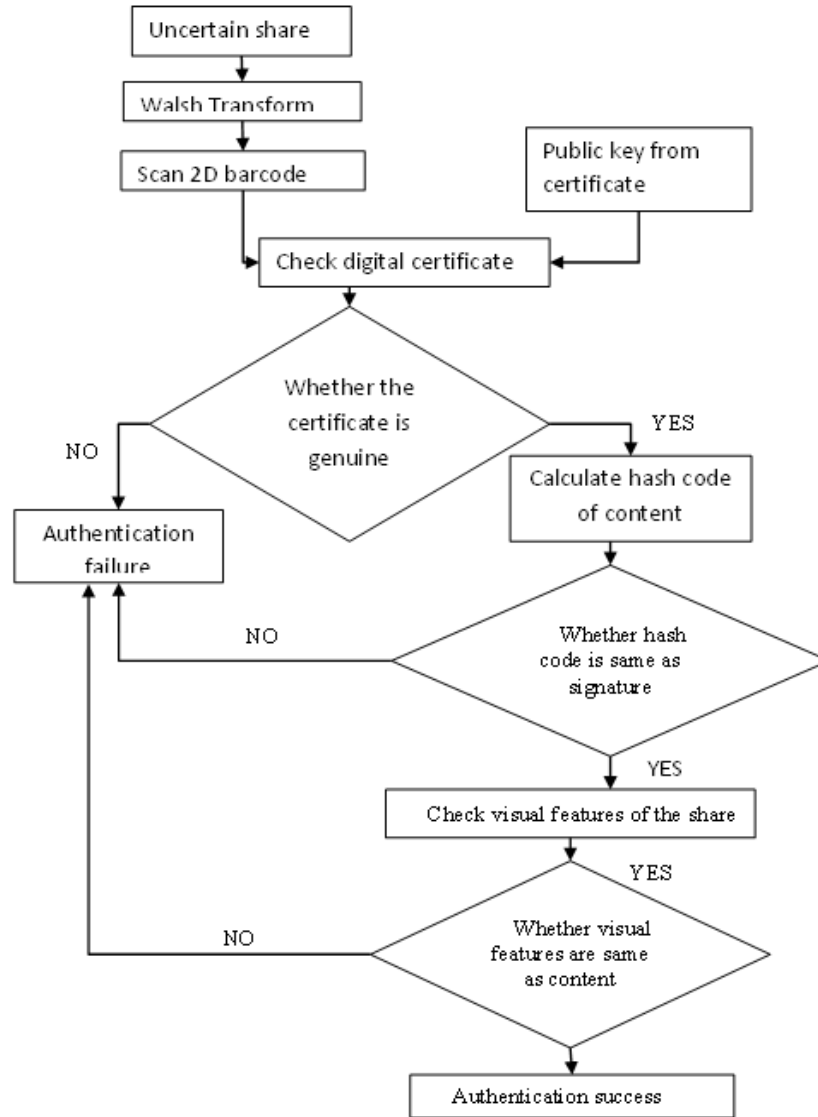 Uncertain share
Walsh Transform
Scan 2D barcode
Public key from
certificate
Check digital certificate
Whether the
certificate is
genuine
NO
YES
Calculate hash code
of content
Authentication
failure
NO
Whether hash
code is same as
signature
YES
Check visual features of the share
YES
NO
Whether visual
features are same
as content
Authentication success